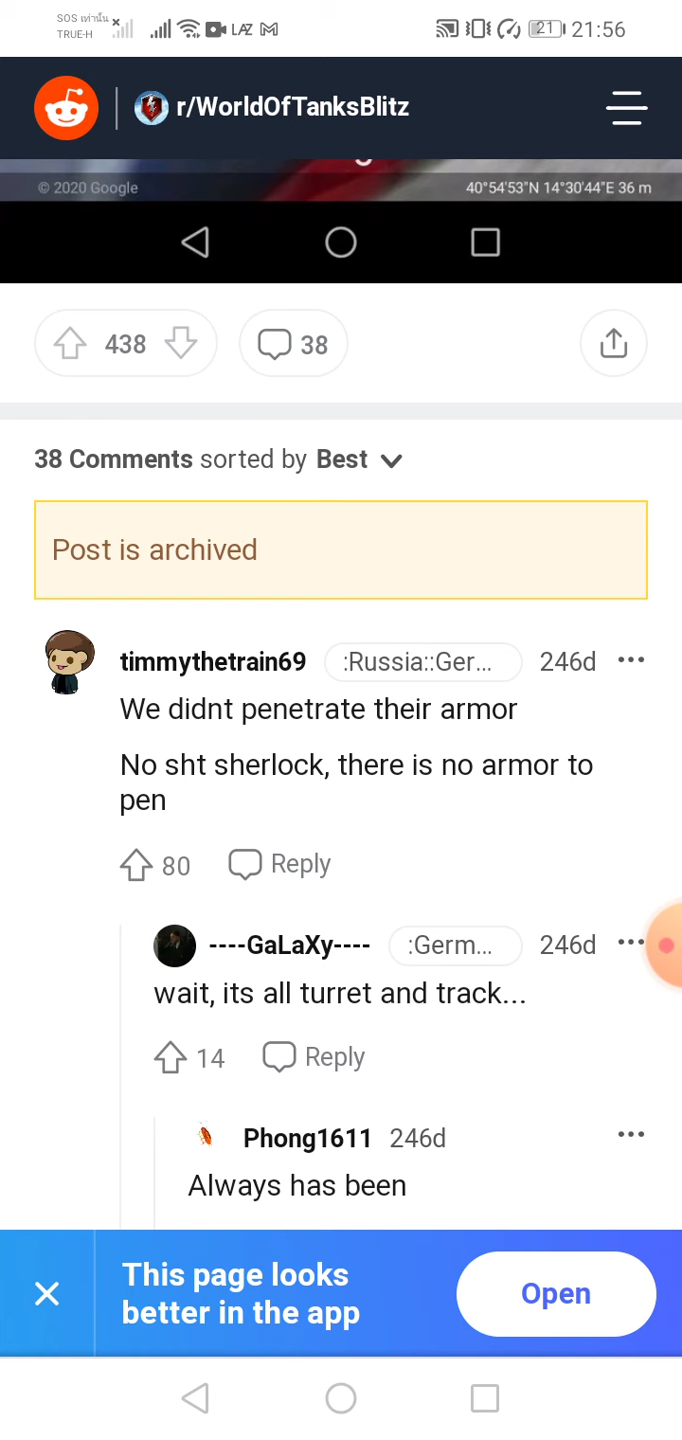 SOS เท่านั้น
TRUE-H
LAZ
21
21:56
r/WorldOfTanksBlitz
© 2020 Google
40°54'53"N 14°30'44"E 36 m
438
38
38 Comments sorted by Best
Post is archived
timmythetrain69 :Russia::Ger... 246d
We didnt penetrate their armor
No sht sherlock, there is no armor to
pen
80 Reply
----GaLaXy---- :Germ... 246d
wait, its all turret and track...
14 Reply
Phong1611 246d
Always has been
This page looks
better in the app
Open